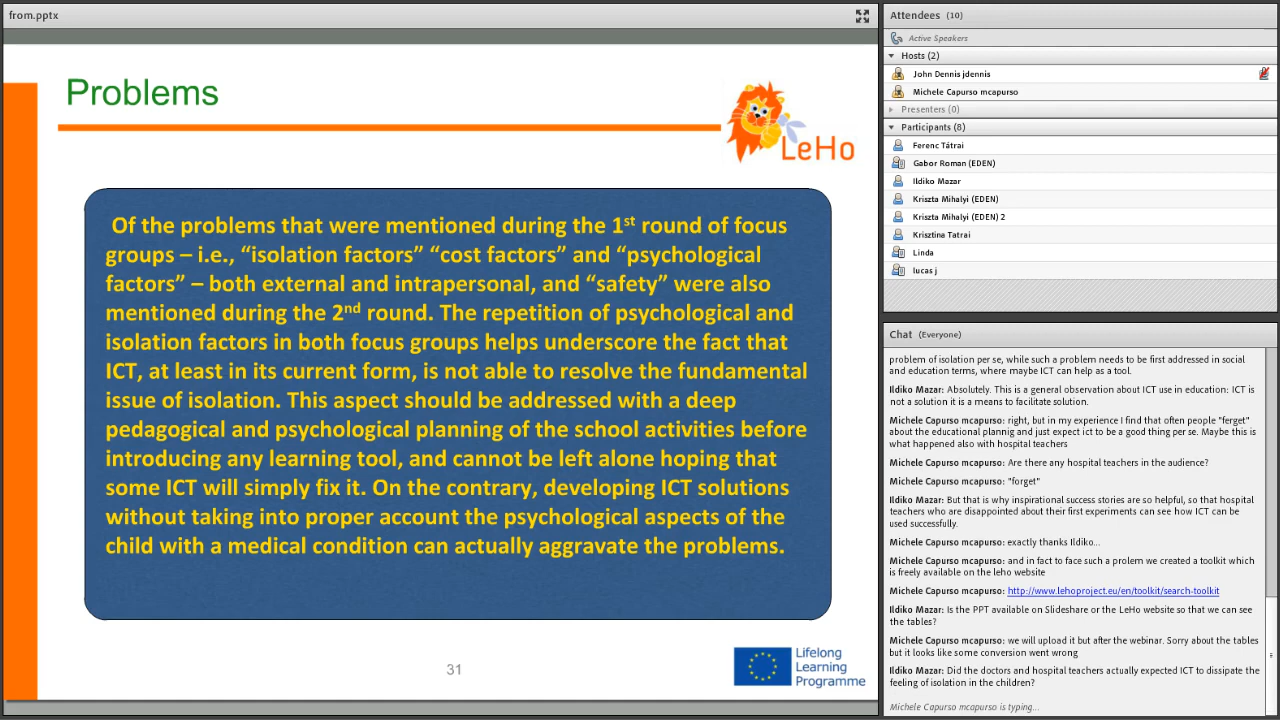 from.pptx
Problems
LeHo
Of the problems that were mentioned during the 1st round of focus
groups – i.e., “isolation factors” “cost factors” and “psychological
factors” – both external and intrapersonal, and “safety” were also
mentioned during the 2nd round. The repetition of psychological and
isolation factors in both focus groups helps underscore the fact that
ICT, at least in its current form, is not able to resolve the fundamental
issue of isolation. This aspect should be addressed with a deep
pedagogical and psychological planning of the school activities before
introducing any learning tool, and cannot be left alone hoping that
some ICT will simply fix it. On the contrary, developing ICT solutions
without taking into proper account the psychological aspects of the
child with a medical condition can actually aggravate the problems.
31
Lifelong
Learning
Programme
Attendees (10)
Active Speakers
Hosts (2)
John Dennis jdennis
Michele Capurso mcapurso
Presenters (0)
Participants (8)
Ferenc Tátrai
Gabor Roman (EDEN)
Ildiko Mazar
Kriszta Mihalyi (EDEN)
Kriszta Mihalyi (EDEN) 2
Krisztina Tatrai
Linda
lucas j
Chat (Everyone)
problem of isolation per se, while such a problem needs to be first addressed in social
and education terms, where maybe ICT can help as a tool.
Ildiko Mazar: Absolutely. This is a general observation about ICT use in education: ICT is
not a solution it is a means to facilitate solution.
Michele Capurso mcapurso: right, but in my experience I find that often people "ferget"
about the educational plannig and just expect ict to be a good thing per se. Maybe this is
what happened also with hospital teachers
Michele Capurso mcapurso: Are there any hospital teachers in the audience?
Michele Capurso mcapurso: "forget"
Ildiko Mazar: But that is why inspirational success stories are so helpful, so that hospital
teachers who are disappointed about their first experiments can see how ICT can be
used successfully.
Michele Capurso mcapurso: exactly thanks Ildiko...
Michele Capurso mcapurso: and in fact to face such a prolem we created a toolkit which
is freely available on the leho website
Michele Capurso mcapurso: http://www.lehoproject.eu/en/toolkit/search-toolkit
Ildiko Mazar: Is the PPT available on Slideshare or the LeHo website so that we can see
the tables?
Michele Capurso mcapurso: we will upload it but after the webinar. Sorry about the tables
but it looks like some conversion went wrong
Ildiko Mazar: Did the doctors and hospital teachers actually expected ICT to dissipate the
feeling of isolation in the children?
Michele Capurso mcapurso is typing...